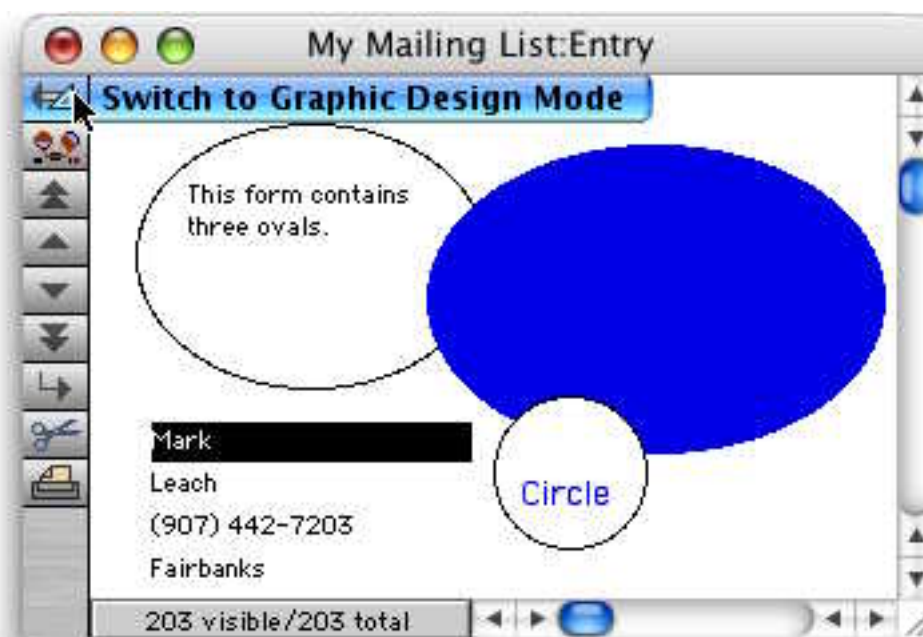 My Mailing List:Entry
Switch to Graphic Design Mode
This form contains
three ovals.
Mark
Leach
(907) 442-7203
Fairbanks
Circle
203 visible/203 total